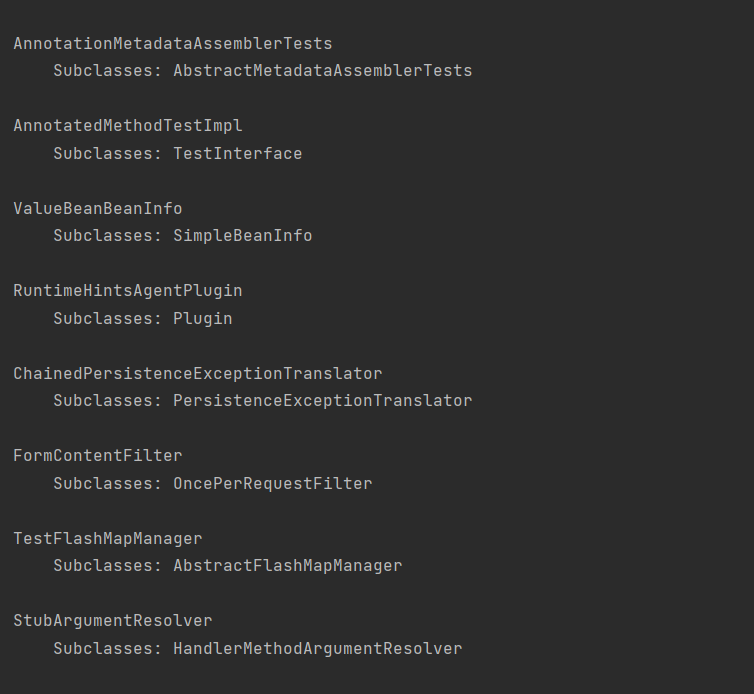 AnnotationMetadataAssemblerTests
Subclasses: AbstractMetadataAssemblerTests
AnnotatedMethodTestImpl
Subclasses: TestInterface
ValueBeanBeanInfo
Subclasses: SimpleBeanInfo
RuntimeHintsAgentPlugin
Subclasses: Plugin
ChainedPersistenceExceptionTranslator
Subclasses: PersistenceExceptionTranslator
FormContentFilter
Subclasses: OncePerRequestFilter
TestFlashMapManager
Subclasses: AbstractFlashMapManager
StubArgumentResolver
Subclasses: HandlerMethodArgumentResolver